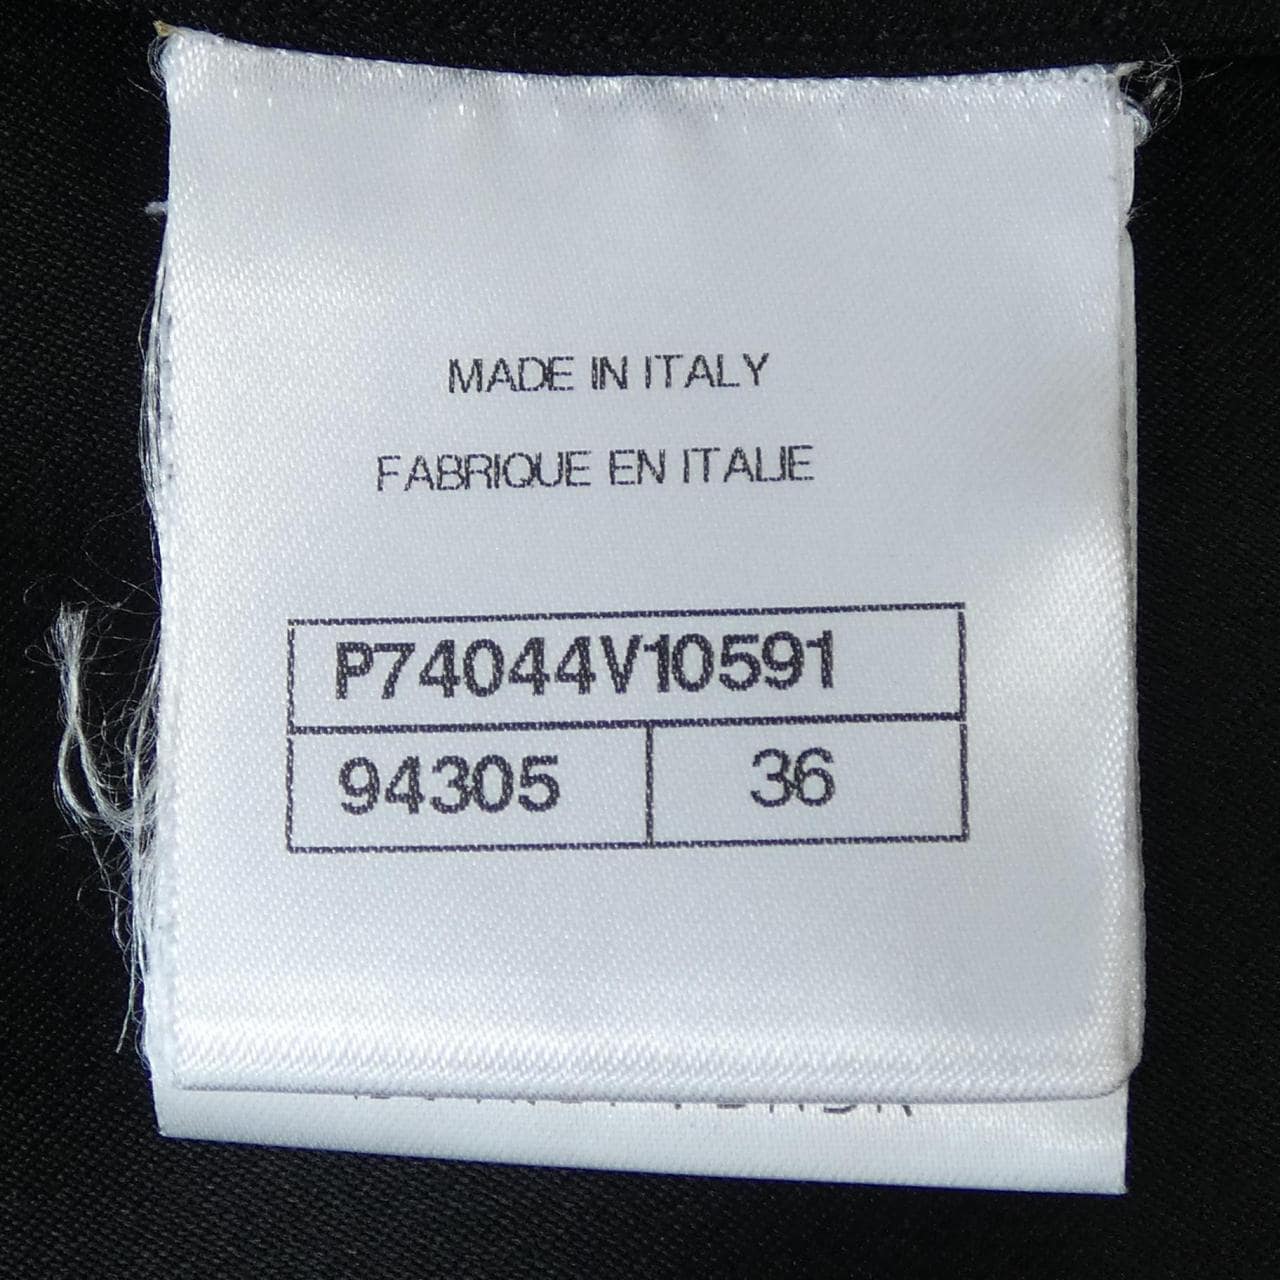 MADE IN ITALY
FABRIQUE EN ITALIE
P74044V10591
94305 36